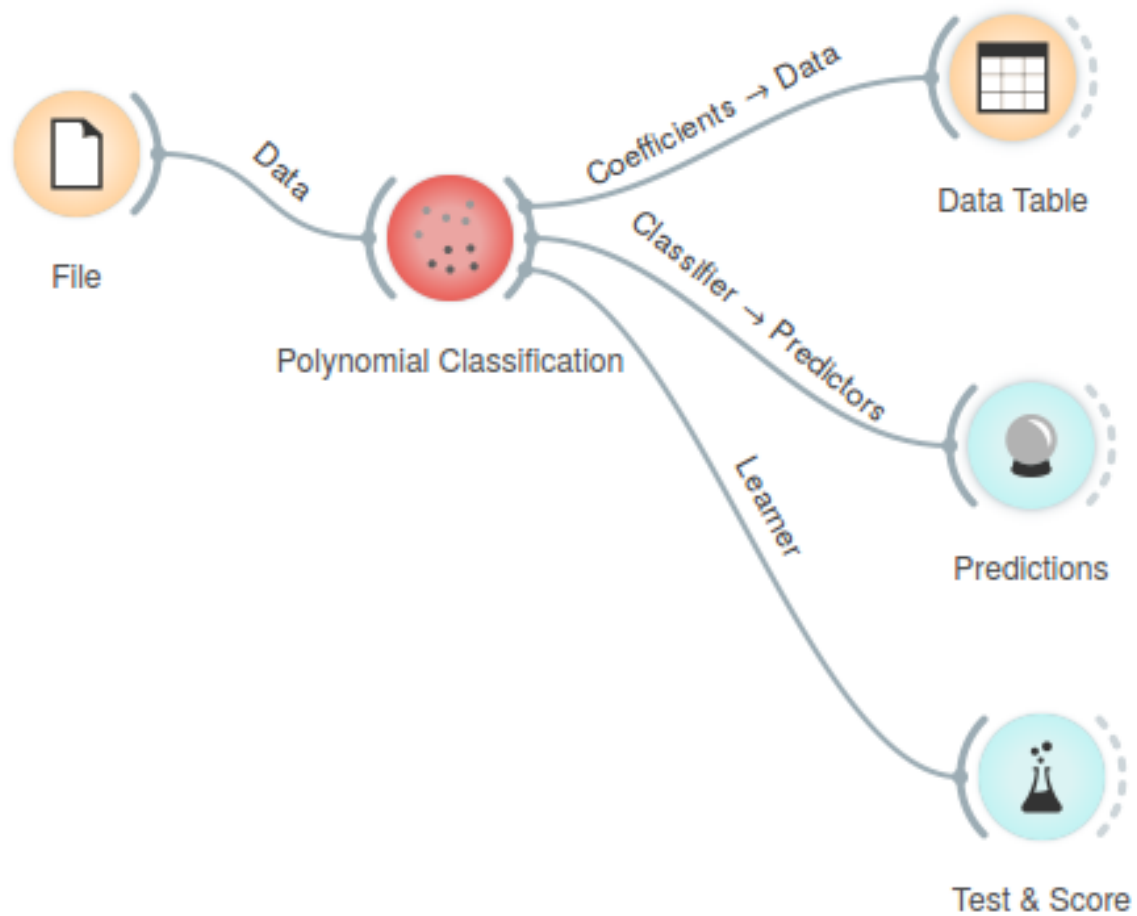 Coefficients → Data
Data
Data Table
File
Classifier → Predictors
Polynomial Classification
Learner
Predictions
Test & Score